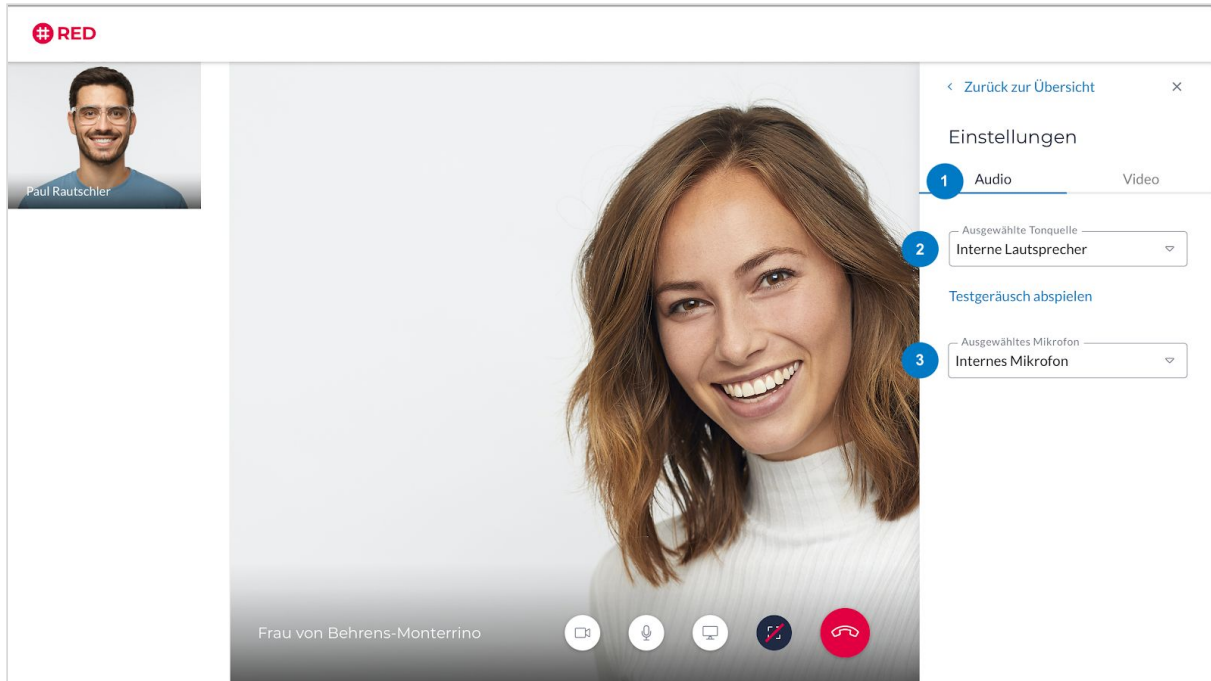 RED
Paul Rautschler
Zurück zur Übersicht
Einstellungen
1 Audio Video
Ausgewählte Tonquelle
2 Interne Lautsprecher
Testgeräusch abspielen
Ausgewähltes Mikrofon
3 Internes Mikrofon
Frau von Behrens-Monterrino